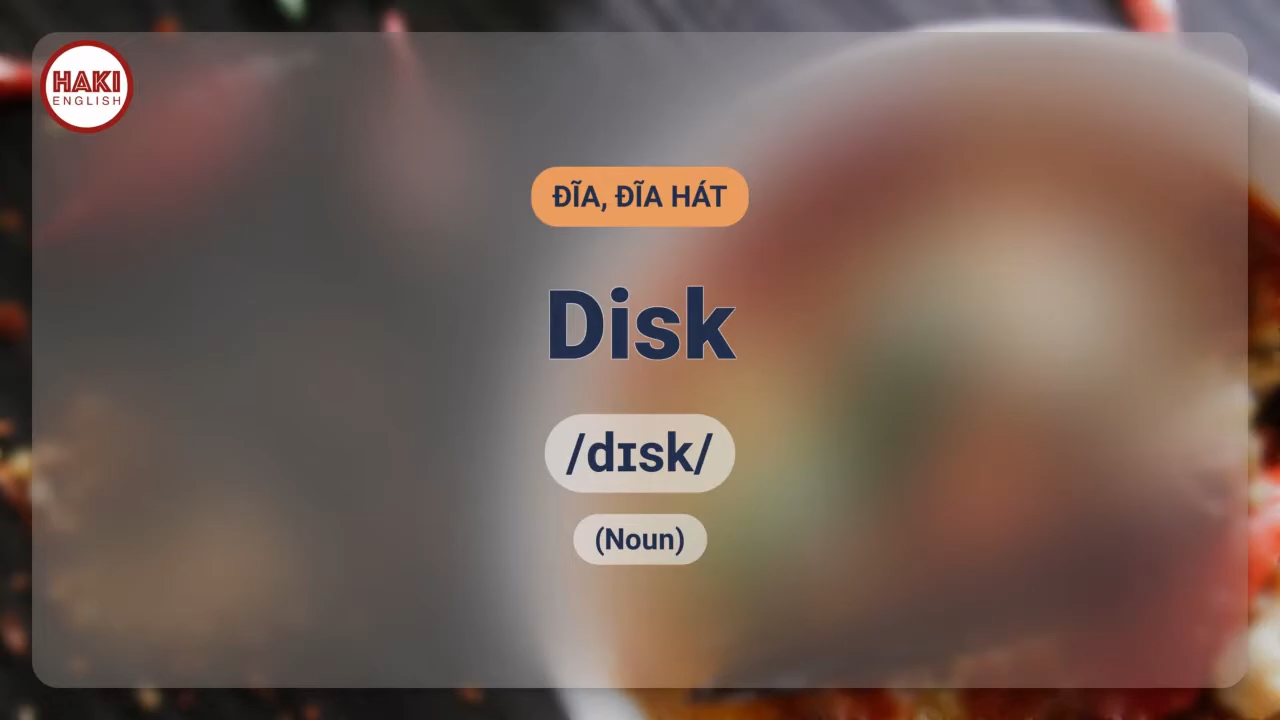 HAKI
ENGLISH
ĐĨA, ĐĨA HÁT
Disk
/dɪsk/
(Noun)